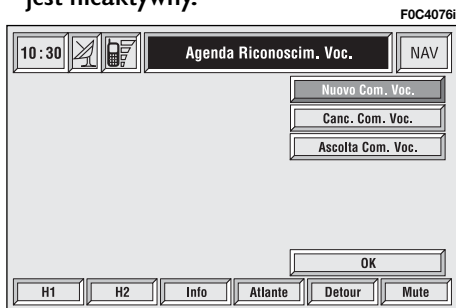 jest nieaktywny.
F0C4076i
10:30 Agenda Riconoscim. Voc. NAV
Nuovo Com. Voc.
Canc. Com. Voc.
Ascolta Com. Voc.
OK
H1 H2 Info Atlante Detour Mute